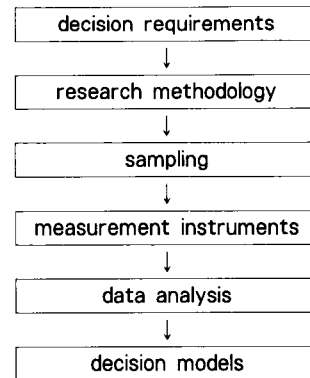 decision requirements
research methodology
sampling
measurement instruments
data analysis
decision models